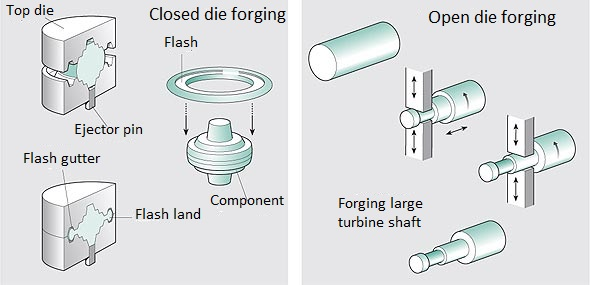 Top die
Closed die forging
Flash
Ejector pin
Flash gutter
Flash land
Component
Open die forging
Forging large
turbine shaft